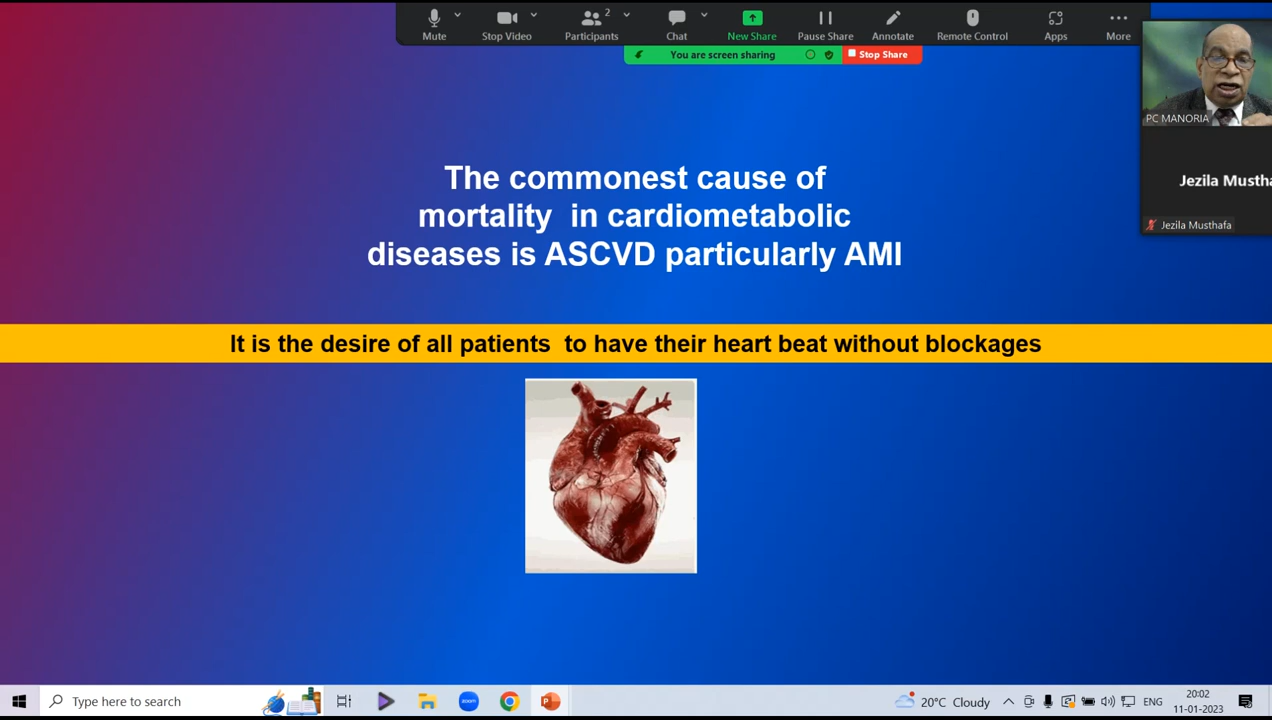 2
Mute
Stop Video
Participants
Chat
New Share
Pause Share
Annotate
Remote Control
Apps
More
You are screen sharing
Stop Share
PC MANORIA
Jezila Mustha
Jezila Musthafa
The commonest cause of
mortality in cardiometabolic
diseases is ASCVD particularly AMI
It is the desire of all patients to have their heart beat without blockages
Type here to search
zoom
20°C Cloudy
ENG
20:02
11-01-2023